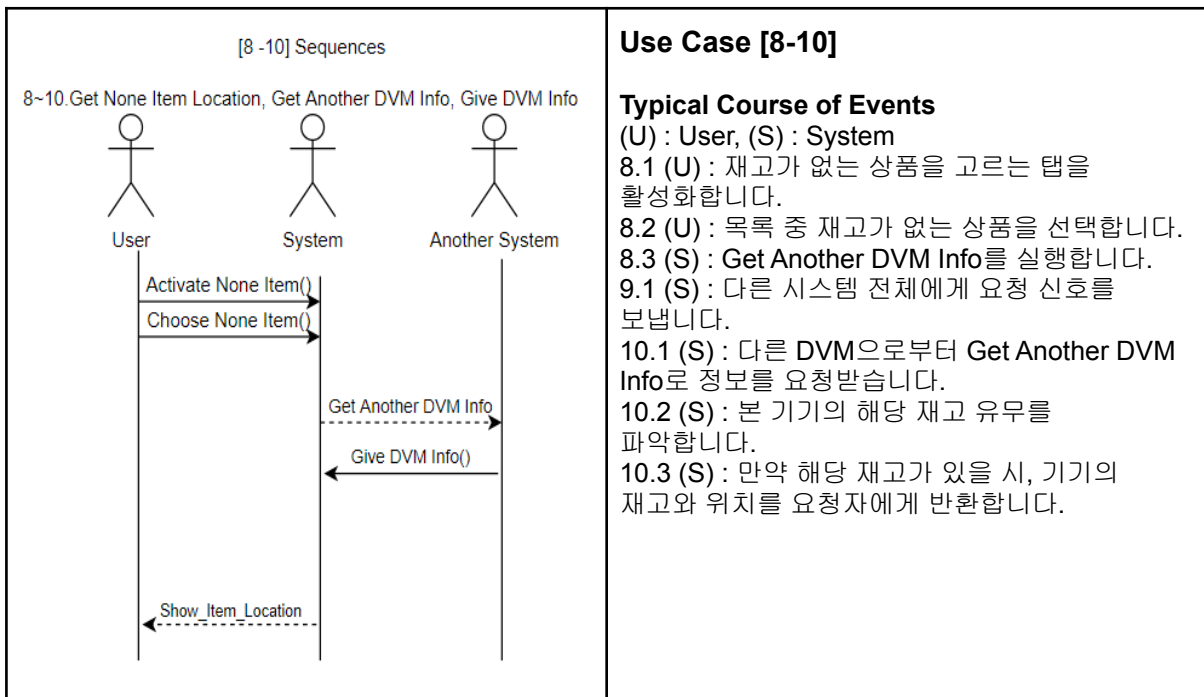 [8 -10] Sequences
8~10.Get None Item Location, Get Another DVM Info, Give DVM Info
User
System
Another System
Activate None Item()
Choose None Item()
Get Another DVM Info
Give DVM Info()
Show_Item_Location
Use Case [8-10]
Typical Course of Events
(U) : User, (S) : System
8.1 (U) : 재고가 없는 상품을 고르는 탭을
활성화합니다.
8.2 (U) : 목록 중 재고가 없는 상품을 선택합니다.
8.3 (S) : Get Another DVM Info를 실행합니다.
9.1 (S) : 다른 시스템 전체에게 요청 신호를
보냅니다.
10.1 (S) : 다른 DVM으로부터 Get Another DVM
Info로 정보를 요청받습니다.
10.2 (S) : 본 기기의 해당 재고 유무를
파악합니다.
10.3 (S) : 만약 해당 재고가 있을 시, 기기의
재고와 위치를 요청자에게 반환합니다.